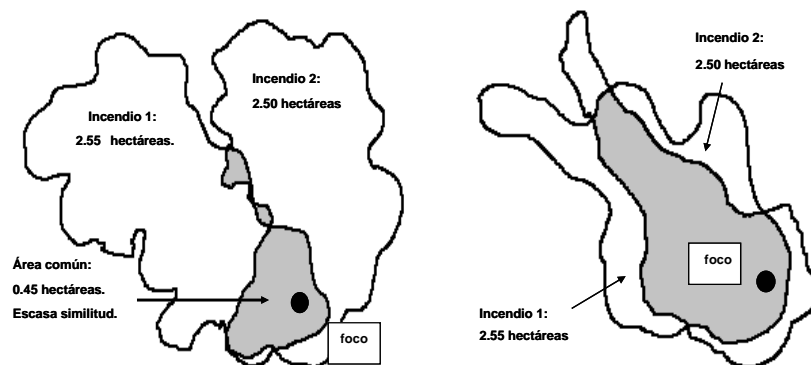 Incendio 1:
2.55 hectáreas.
Incendio 2:
2.50 hectáreas
Área común:
0.45 hectáreas.
Escasa similitud.
foco
Incendio 2:
2.50 hectáreas
foco
Incendio 1:
2.55 hectáreas